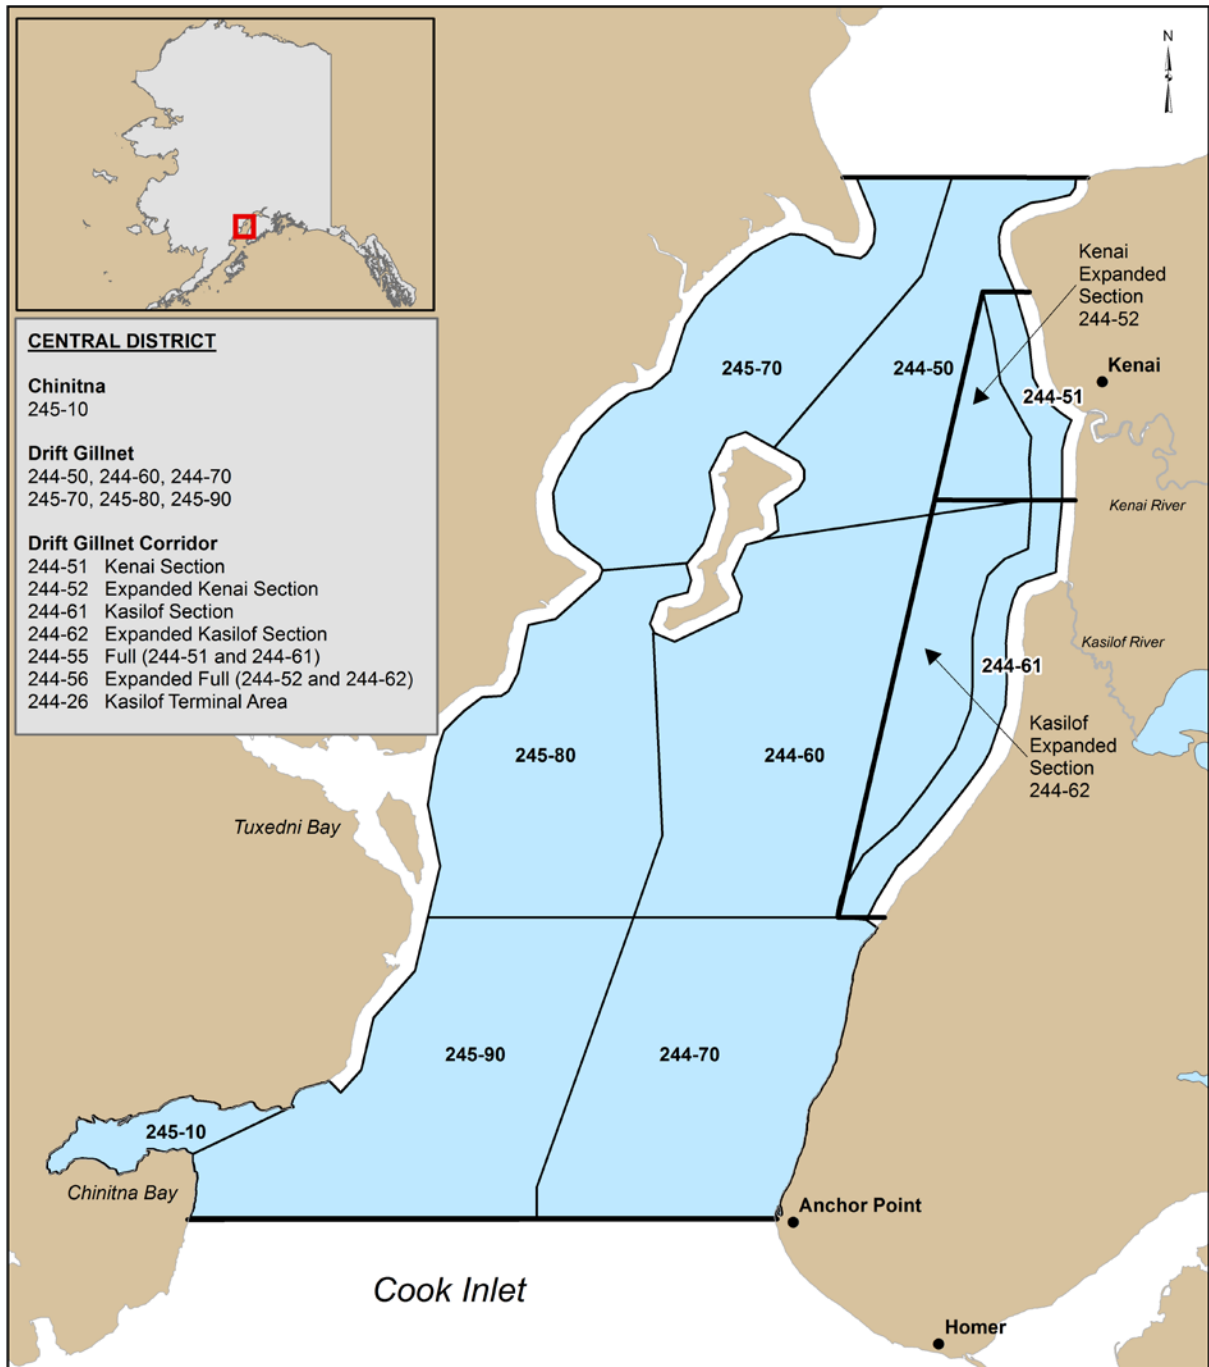 N
CENTRAL DISTRICT
Chinitna
245-10
Drift Gillnet
244-50, 244-60, 244-70
245-70, 245-80, 245-90
Drift Gillnet Corridor
244-51 Kenai Section
244-52 Expanded Kenai Section
244-61 Kasilof Section
244-62 Expanded Kasilof Section
244-55 Full (244-51 and 244-61)
244-56 Expanded Full (244-52 and 244-62)
244-26 Kasilof Terminal Area
Kenai
Expanded
Section
244-52
245-70
244-50
Kenai
244-51
Kenai River
Kasilof River
244-61
Kasilof
Expanded
Section
244-62
245-80
244-60
Tuxedni Bay
245-90
244-70
245-10
Chinitna Bay
Anchor Point
Cook Inlet
Homer